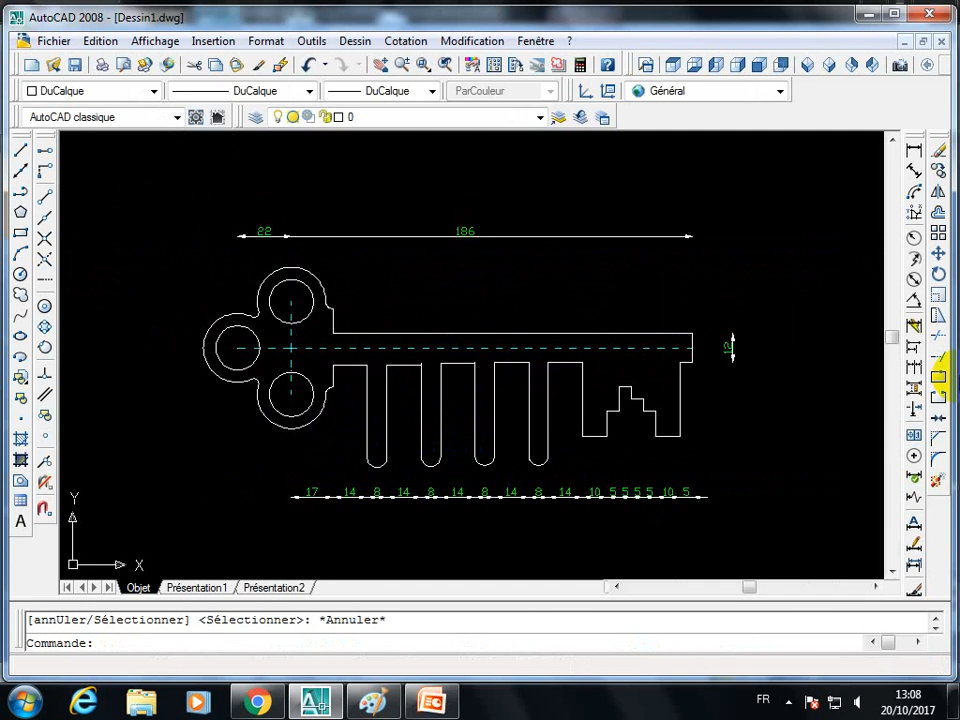 AutoCAD 2008 - [Dessin1.dwg]
Fichier Edition Affichage Insertion Format Outils Dessin Cotation Modification Fenêtre ?
DuCalque DuCalque DuCalque ParCouleur Général
AutoCAD classique 0
22 186
12
17 14 8 14 8 14 8 14 8 14 10 5 5 5 5 10 5
Y
X
A
Objet Présentation1 Présentation2
[annUler/Sélectionner] <Sélectionner>: *Annuler*
Commande:
FR 13:08
20/10/2017